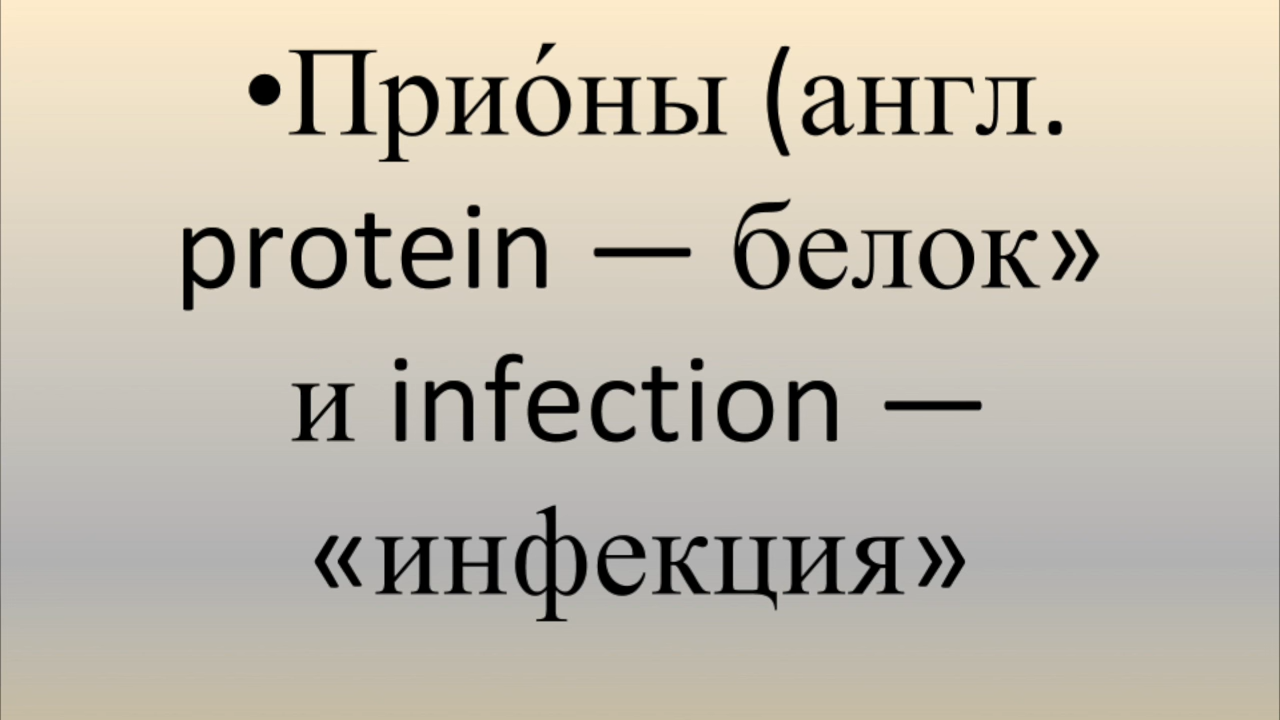 •Прио́ны (англ.
protein — белок»
и infection —
«инфекция»